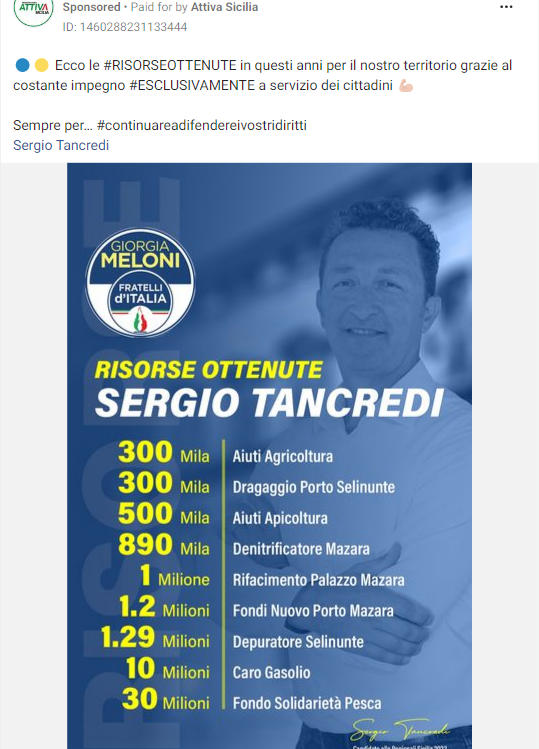 ATTIVA
SICILIA
Sponsored • Paid for by Attiva Sicilia
ID: 1460288231133444
Ecco le #RISORSEOTTENUTE in questi anni per il nostro territorio grazie al
costante impegno #ESCLUSIVAMENTE a servizio dei cittadini 💪🏻
Sempre per... #continuareadifendereivostridiritti
Sergio Tancredi
RISORSE
GIORGIA
MELONI
FRATELLI
d'ITALIA
RISORSE OTTENUTE
SERGIO TANCREDI
300 Mila Aiuti Agricoltura
300 Mila Dragaggio Porto Selinunte
500 Mila Aiuti Apicoltura
890 Mila Denitrificatore Mazara
1 Milione Rifacimento Palazzo Mazara
1.2 Milioni Fondi Nuovo Porto Mazara
1.29 Milioni Depuratore Selinunte
10 Milioni Caro Gasolio
30 Milioni Fondo Solidarietà Pesca
Sergio Tancredi
Candidato alle Regionali Sicilia 2022